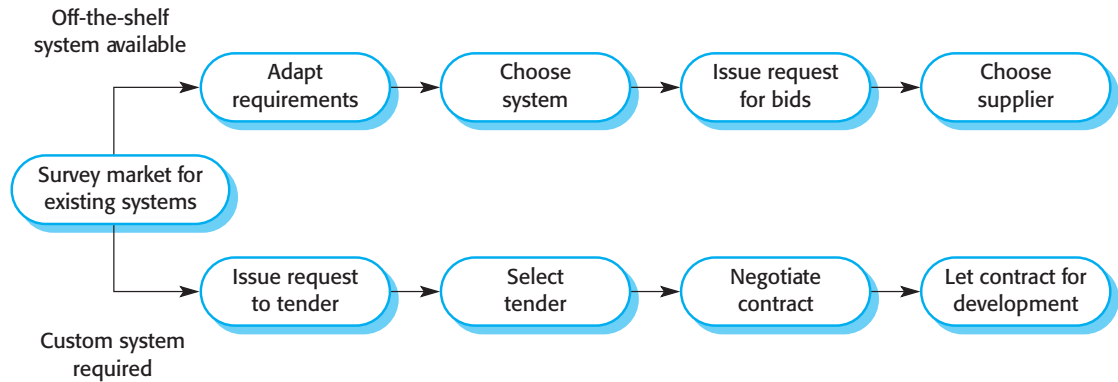 Off-the-shelf
system available
Adapt
requirements
Choose
system
Issue request
for bids
Choose
supplier
Survey market for
existing systems
Issue request
to tender
Select
tender
Negotiate
contract
Let contract for
development
Custom system
required